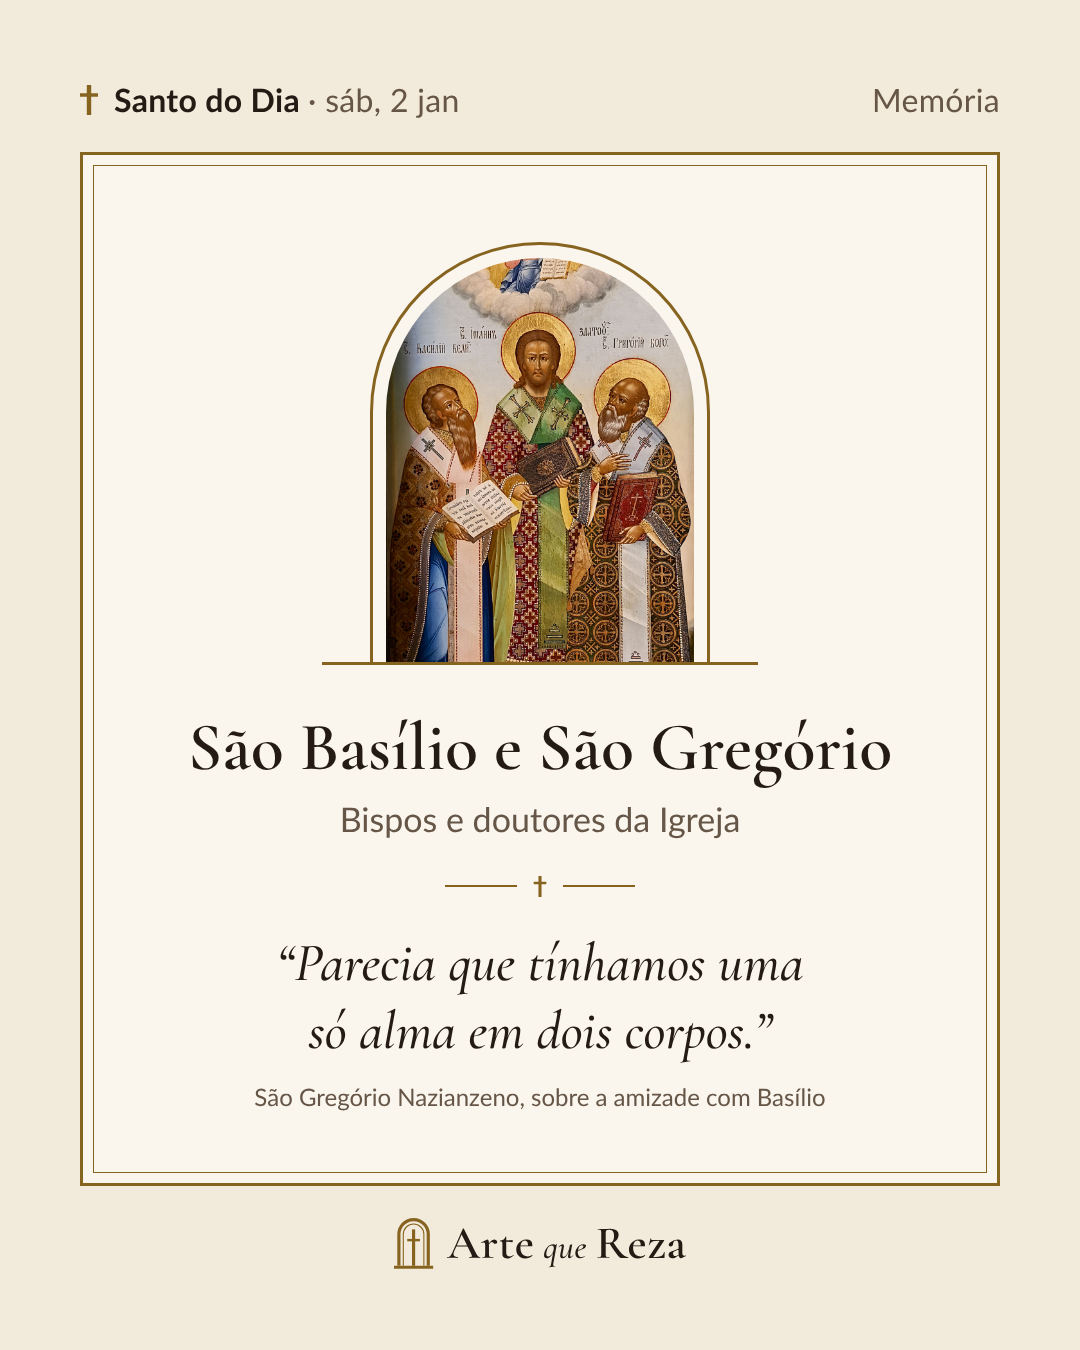 Santo do Dia · sáb, 2 jan
Memória
São Basílio e São Gregório
Bispos e doutores da Igreja
“Parecia que tínhamos uma
só alma em dois corpos.”
São Gregório Nazianzeno, sobre a amizade com Basílio
Arte que Reza